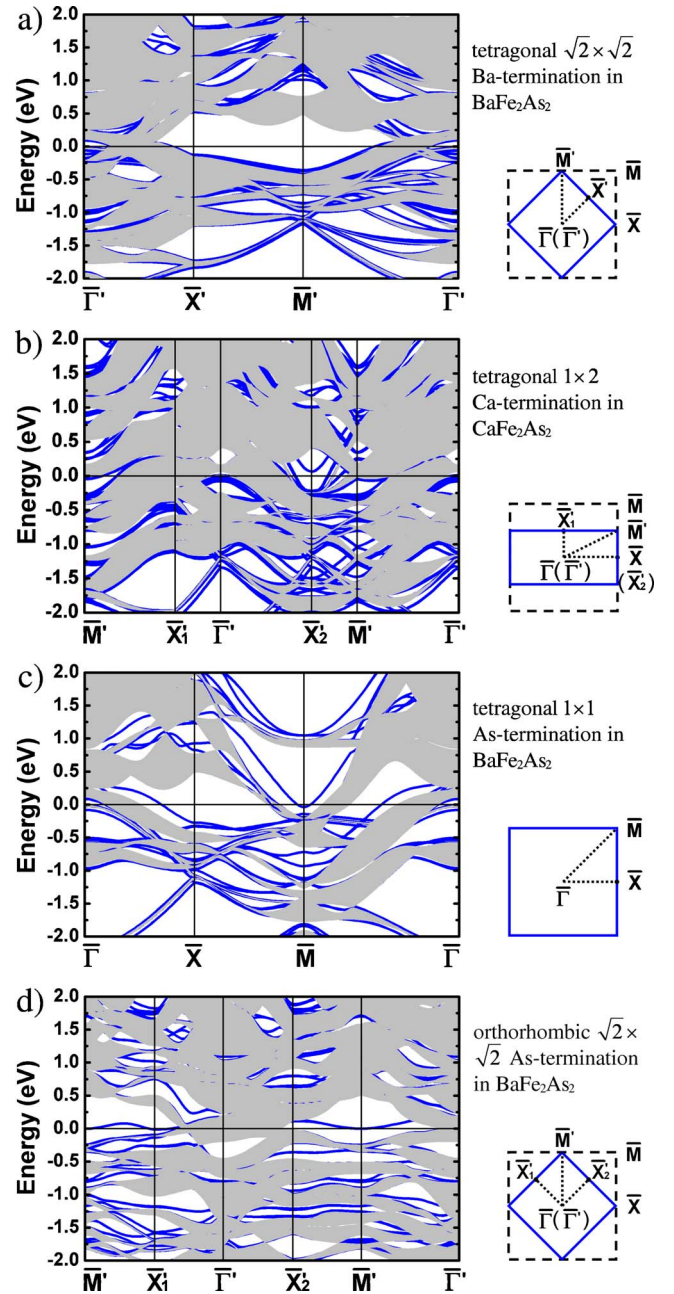 a)
Energy (eV)
2.0
1.5
1.0
0.5
0.0
-0.5
-1.0
-1.5
-2.0
Γ̅' X̅' M̅' Γ̅'
tetragonal √2×√2
Ba-termination in
BaFe₂As₂
M̅' M̅
X̅'
X̅
Γ̅(Γ̅')
b)
Energy (eV)
2.0
1.5
1.0
0.5
0.0
-0.5
-1.0
-1.5
-2.0
M̅' X̅'₁ Γ̅' X̅'₂ M̅' Γ̅'
tetragonal 1×2
Ca-termination in
CaFe₂As₂
M̅
X̅'₁ M̅'
X̅
Γ̅(Γ̅') (X̅'₂)
c)
Energy (eV)
2.0
1.5
1.0
0.5
0.0
-0.5
-1.0
-1.5
-2.0
Γ̅ X̅ M̅ Γ̅
tetragonal 1×1
As-termination in
BaFe₂As₂
M̅
X̅
Γ̅
d)
Energy (eV)
2.0
1.5
1.0
0.5
0.0
-0.5
-1.0
-1.5
-2.0
M̅' X̅'₁ Γ̅' X̅'₂ M̅' Γ̅'
orthorhombic √2×
√2 As-termination
in BaFe₂As₂
M̅' M̅
X̅'₁ X̅'₂
X̅
Γ̅(Γ̅')